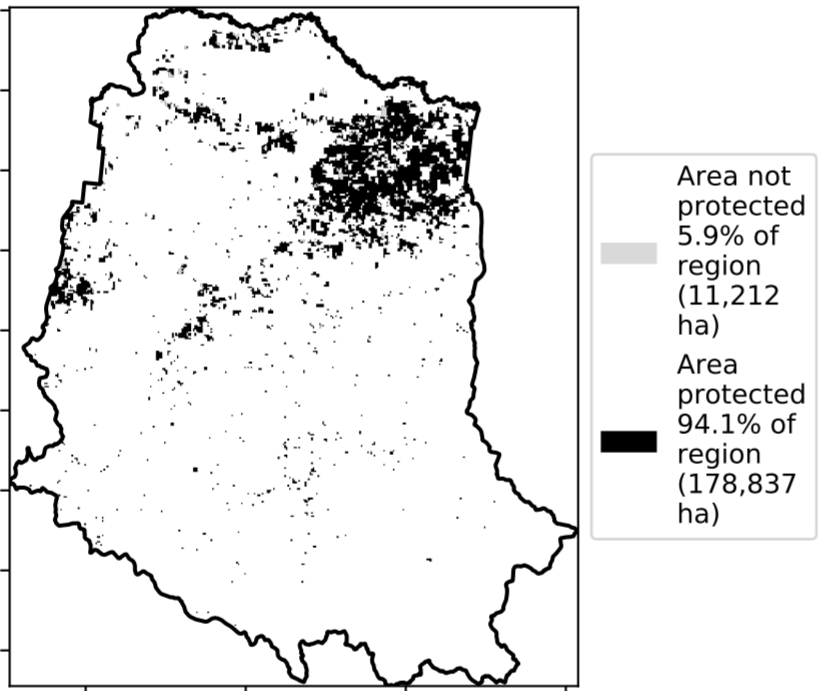 Area not
protected
5.9% of
region
(11,212
ha)
Area
protected
94.1% of
region
(178,837
ha)